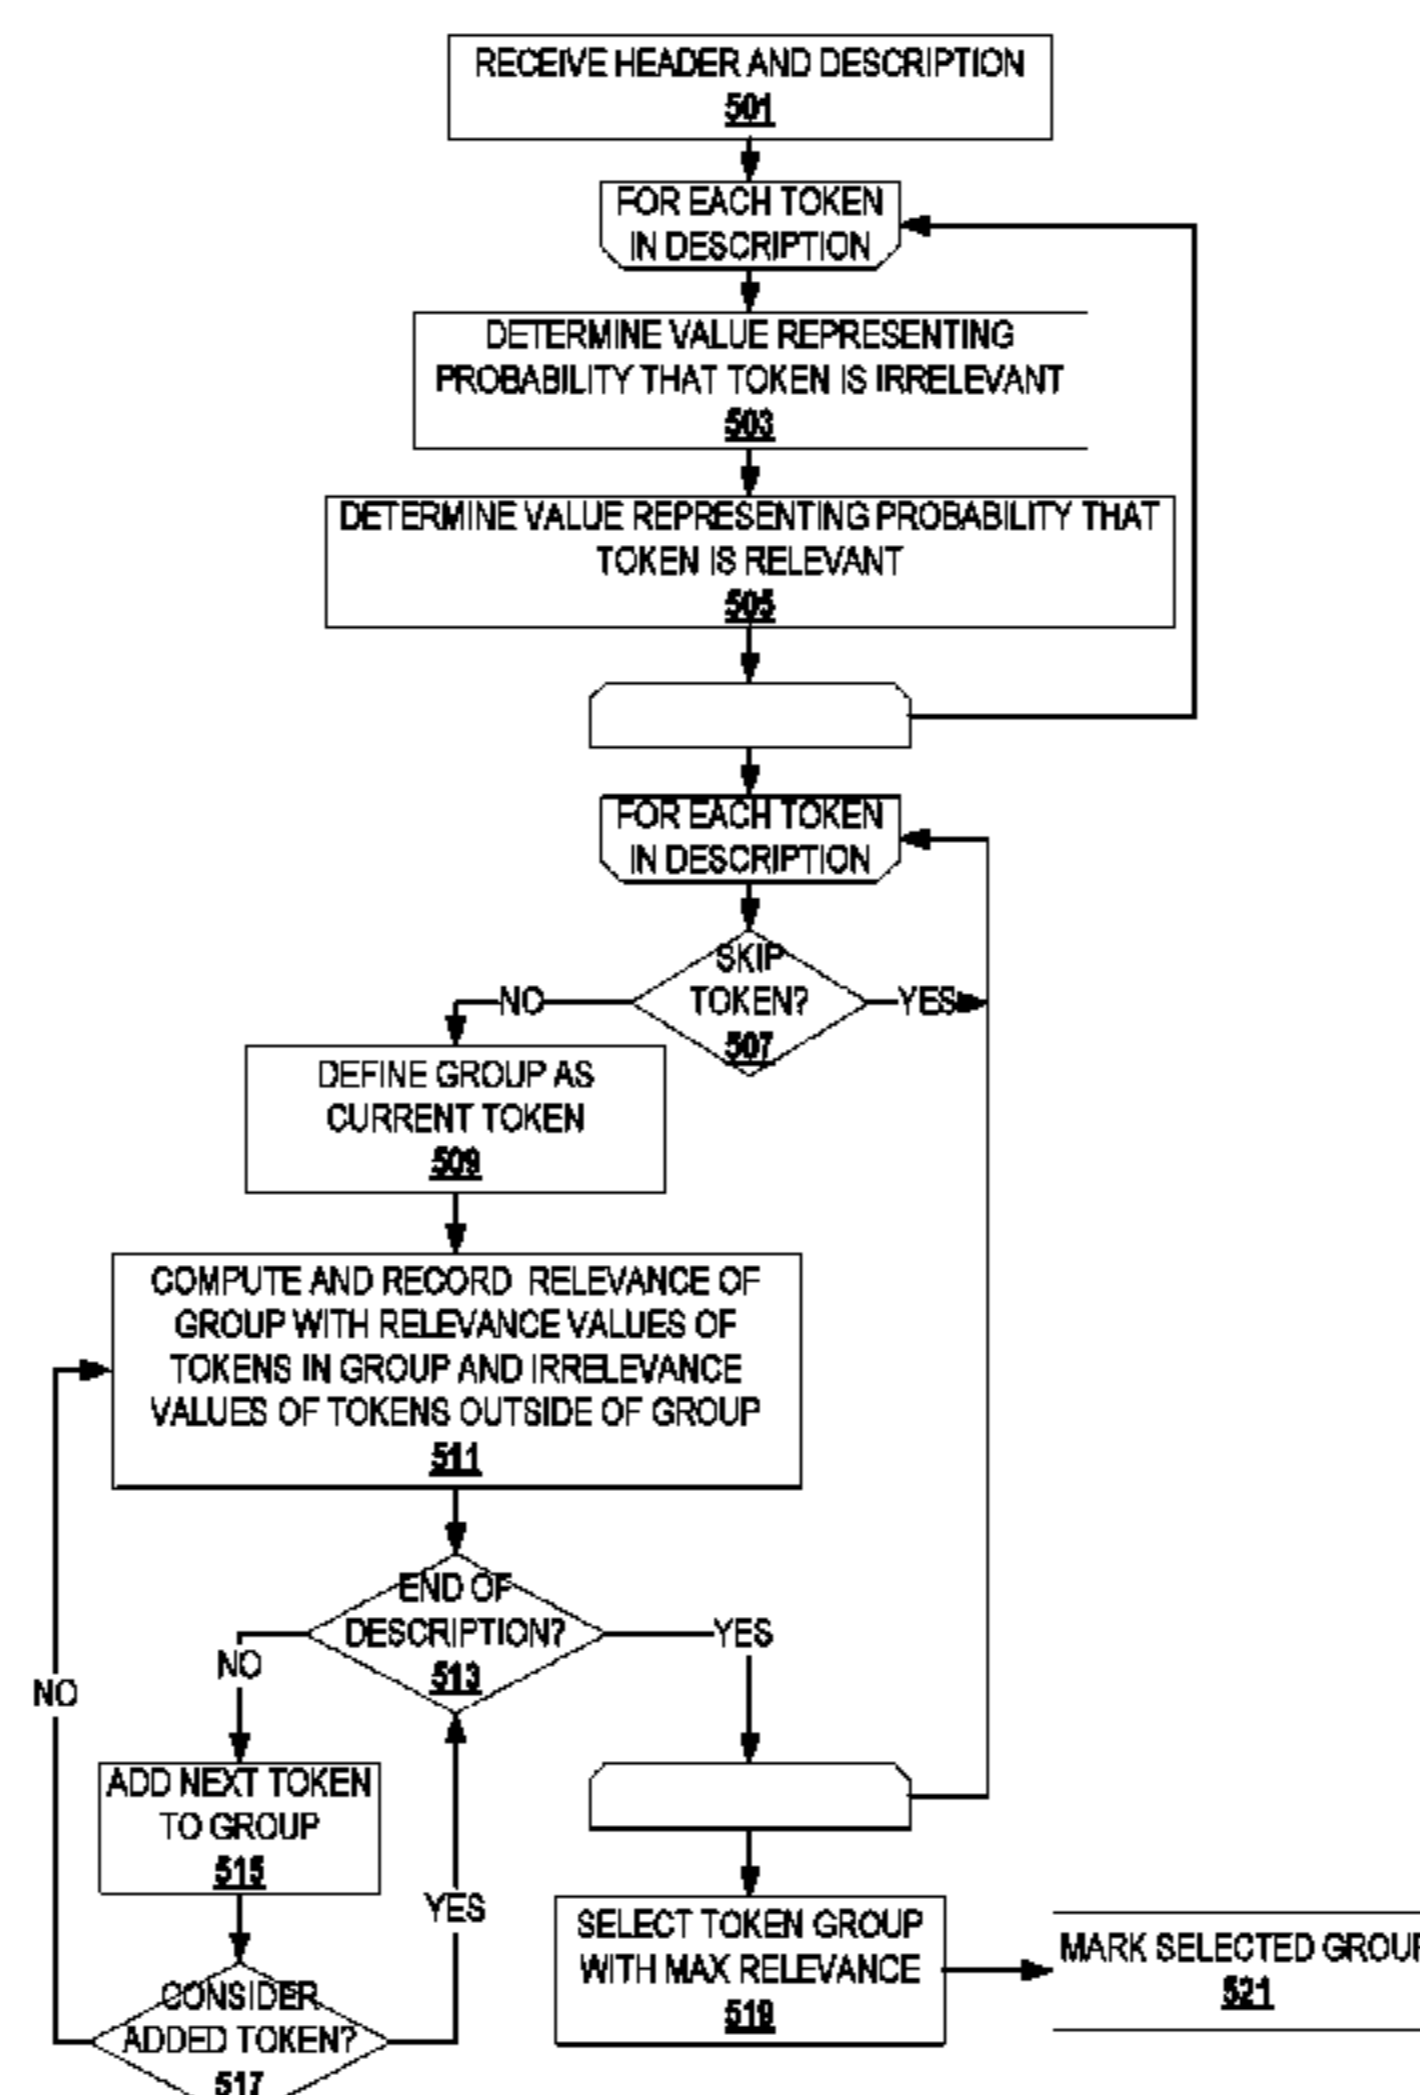 RECEIVE HEADER AND DESCRIPTION
501
FOR EACH TOKEN
IN DESCRIPTION
DETERMINE VALUE REPRESENTING
PROBABILITY THAT TOKEN IS IRRELEVANT
503
DETERMINE VALUE REPRESENTING PROBABILITY THAT
TOKEN IS RELEVANT
505
FOR EACH TOKEN
IN DESCRIPTION
SKIP
TOKEN?
507
NO
YES
DEFINE GROUP AS
CURRENT TOKEN
509
COMPUTE AND RECORD RELEVANCE OF
GROUP WITH RELEVANCE VALUES OF
TOKENS IN GROUP AND IRRELEVANCE
VALUES OF TOKENS OUTSIDE OF GROUP
511
END OF
DESCRIPTION?
513
YES
NO
NO
ADD NEXT TOKEN
TO GROUP
515
YES
CONSIDER
ADDED TOKEN?
517
SELECT TOKEN GROUP
WITH MAX RELEVANCE
519
MARK SELECTED GROUP
521